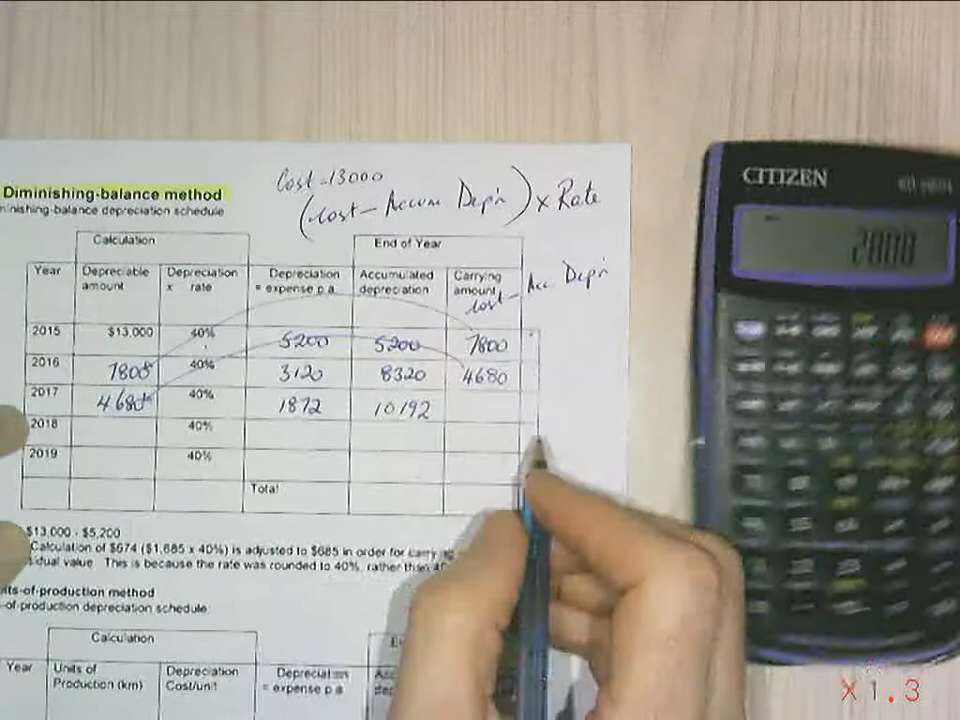 Cost = 13000
Diminishing-balance method
(Cost - Accum Depr'n) x Rate
minishing-balance depreciation schedule
Calculation End of Year
Year Depreciable amount Depreciation x rate Depreciation = expense p.a. Accumulated depreciation Carrying amount
Cost - Acc Depr'n
2015 $13,000 40% 5200 5200 7800
2016 7800 40% 3120 8320 4680
2017 4680 40% 1872 10192
2018 40%
2019 40%
Total
$13,000 - $5,200
Calculation of $674 ($1,685 x 40%) is adjusted to $685 in order for carrying
idual value. This is because the rate was rounded to 40%, rather than
its-of-production method
-of-production depreciation schedule
Calculation
Year Units of Production (km) Depreciation Cost/unit Depreciation = expense p.a.
CITIZEN
2000
X1.3